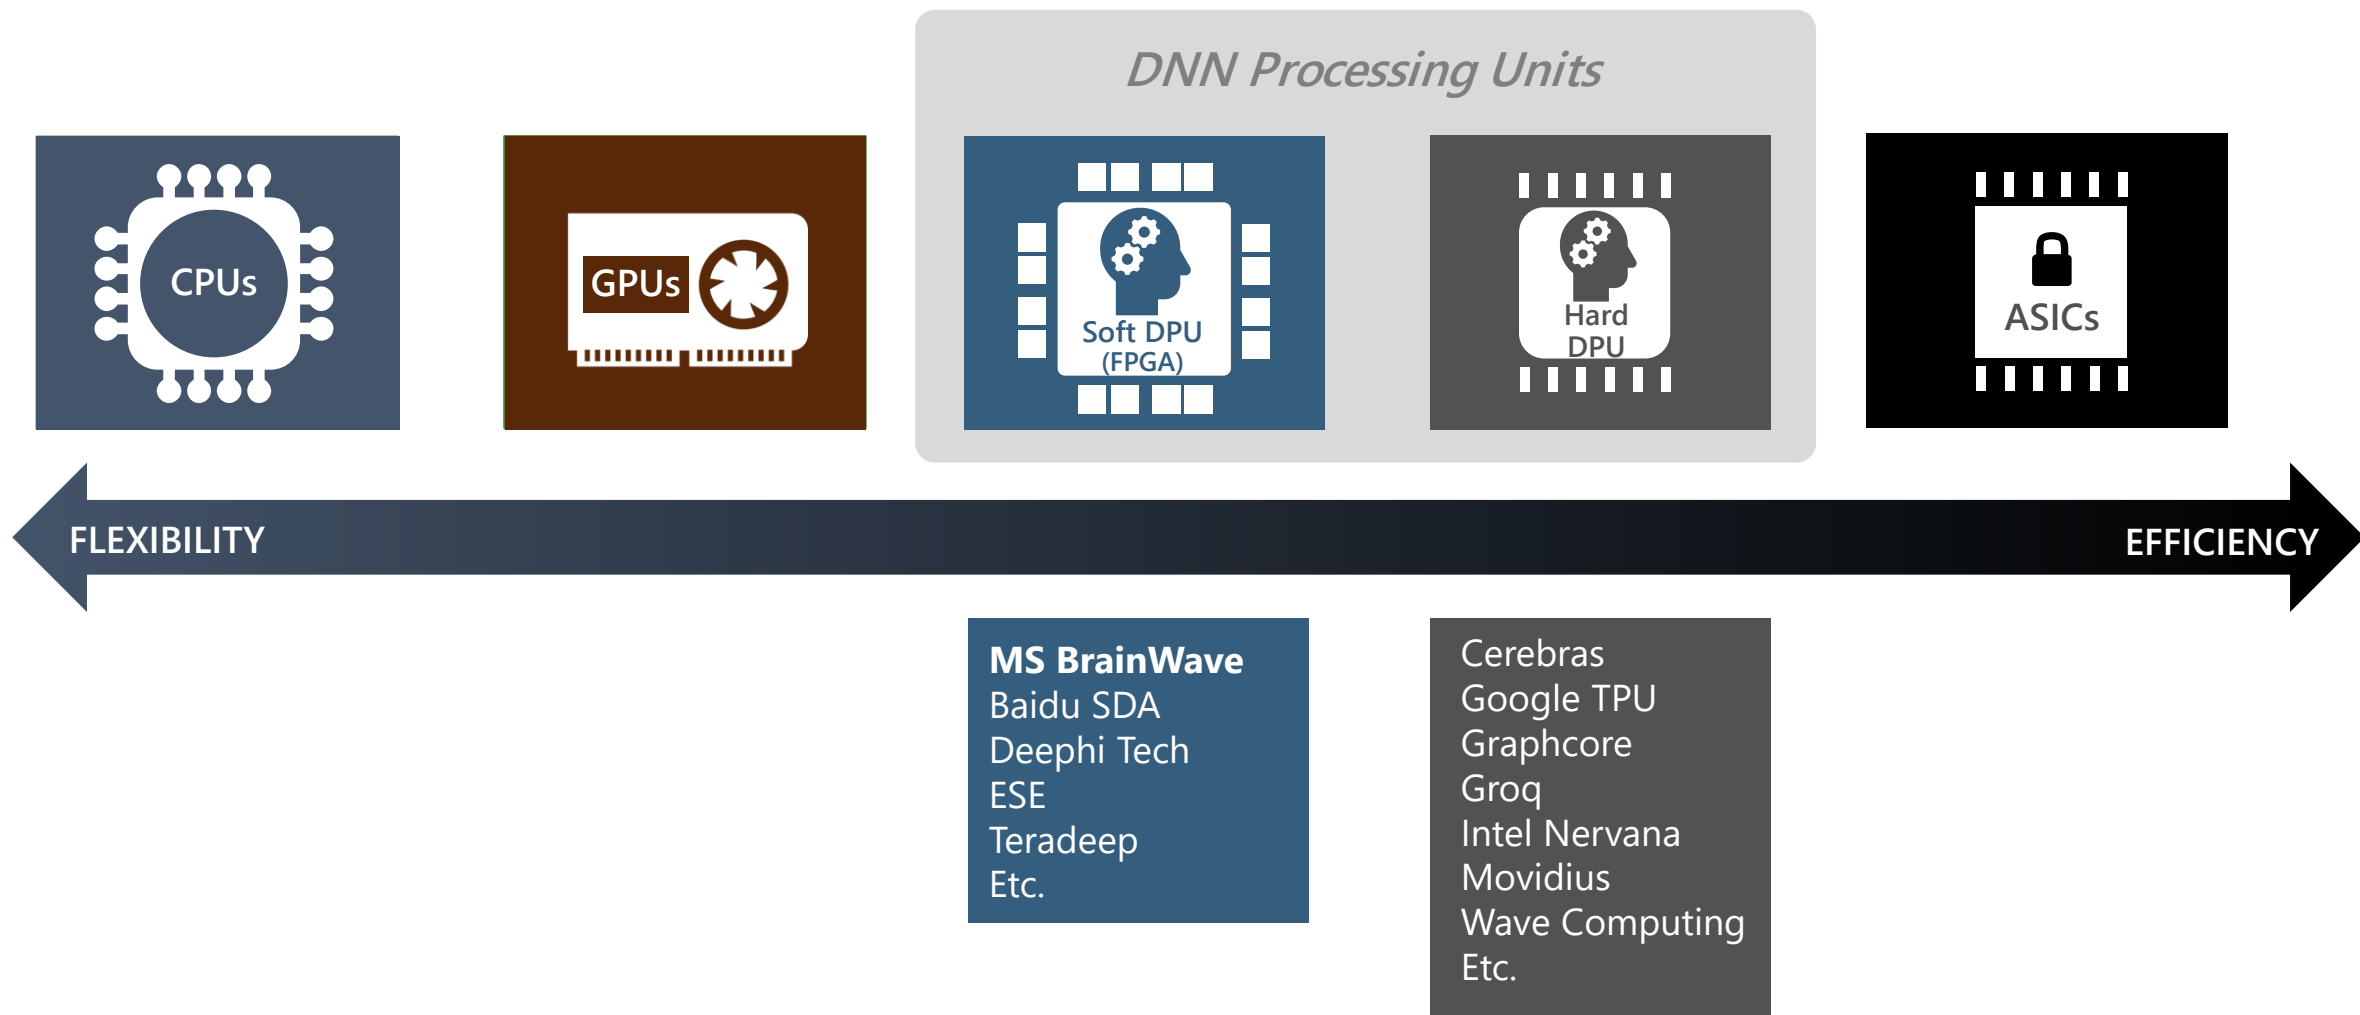 DNN Processing Units
CPUs
GPUs
Soft DPU
(FPGA)
Hard
DPU
ASICs
FLEXIBILITY
EFFICIENCY
MS BrainWave
Baidu SDA
Deephi Tech
ESE
Teradeep
Etc.
Cerebras
Google TPU
Graphcore
Groq
Intel Nervana
Movidius
Wave Computing
Etc.